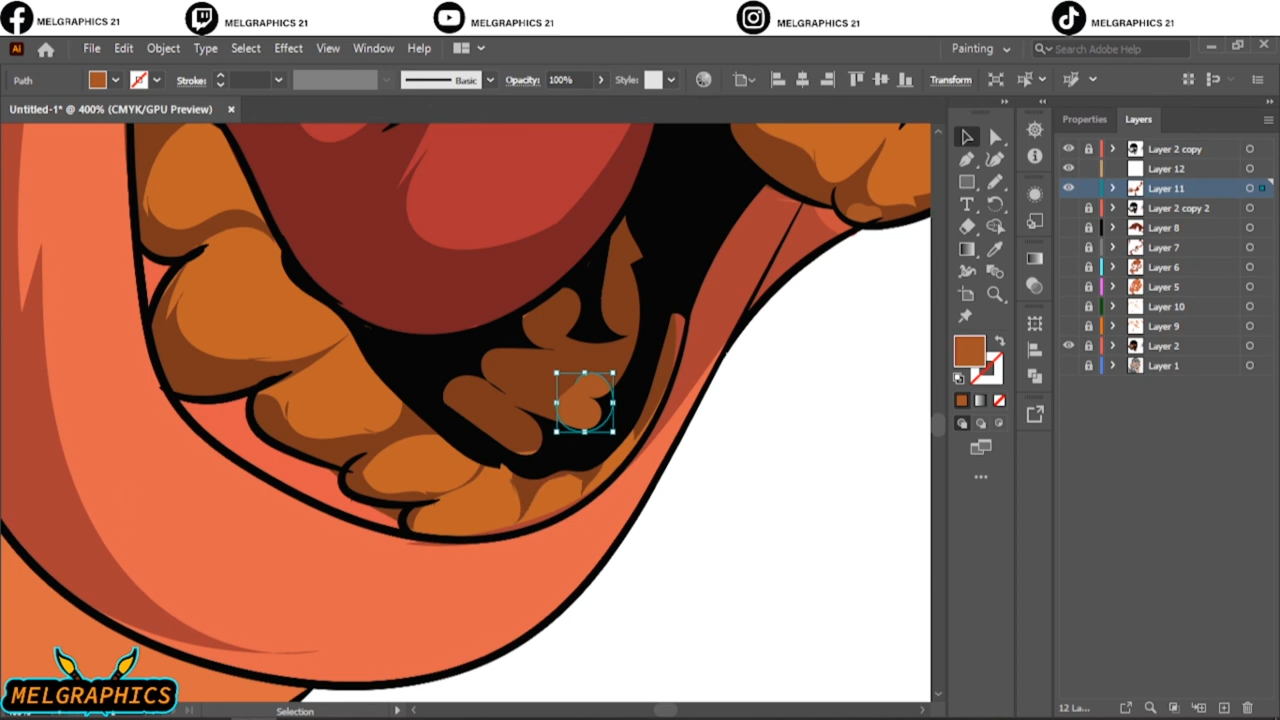 MELGRAPHICS 21 MELGRAPHICS 21 MELGRAPHICS 21 MELGRAPHICS 21 MELGRAPHICS 21
Ai File Edit Object Type Select Effect View Window Help Painting Search Adobe Help
Path Stroke: Basic Opacity: 100% Style: Transform
Untitled-1* @ 400% (CMYK/GPU Preview)
Properties Layers
Layer 2 copy
Layer 12
Layer 11
Layer 2 copy 2
Layer 8
Layer 7
Layer 6
Layer 5
Layer 10
Layer 9
Layer 2
Layer 1
MELGRAPHICS
Selection
12 La...